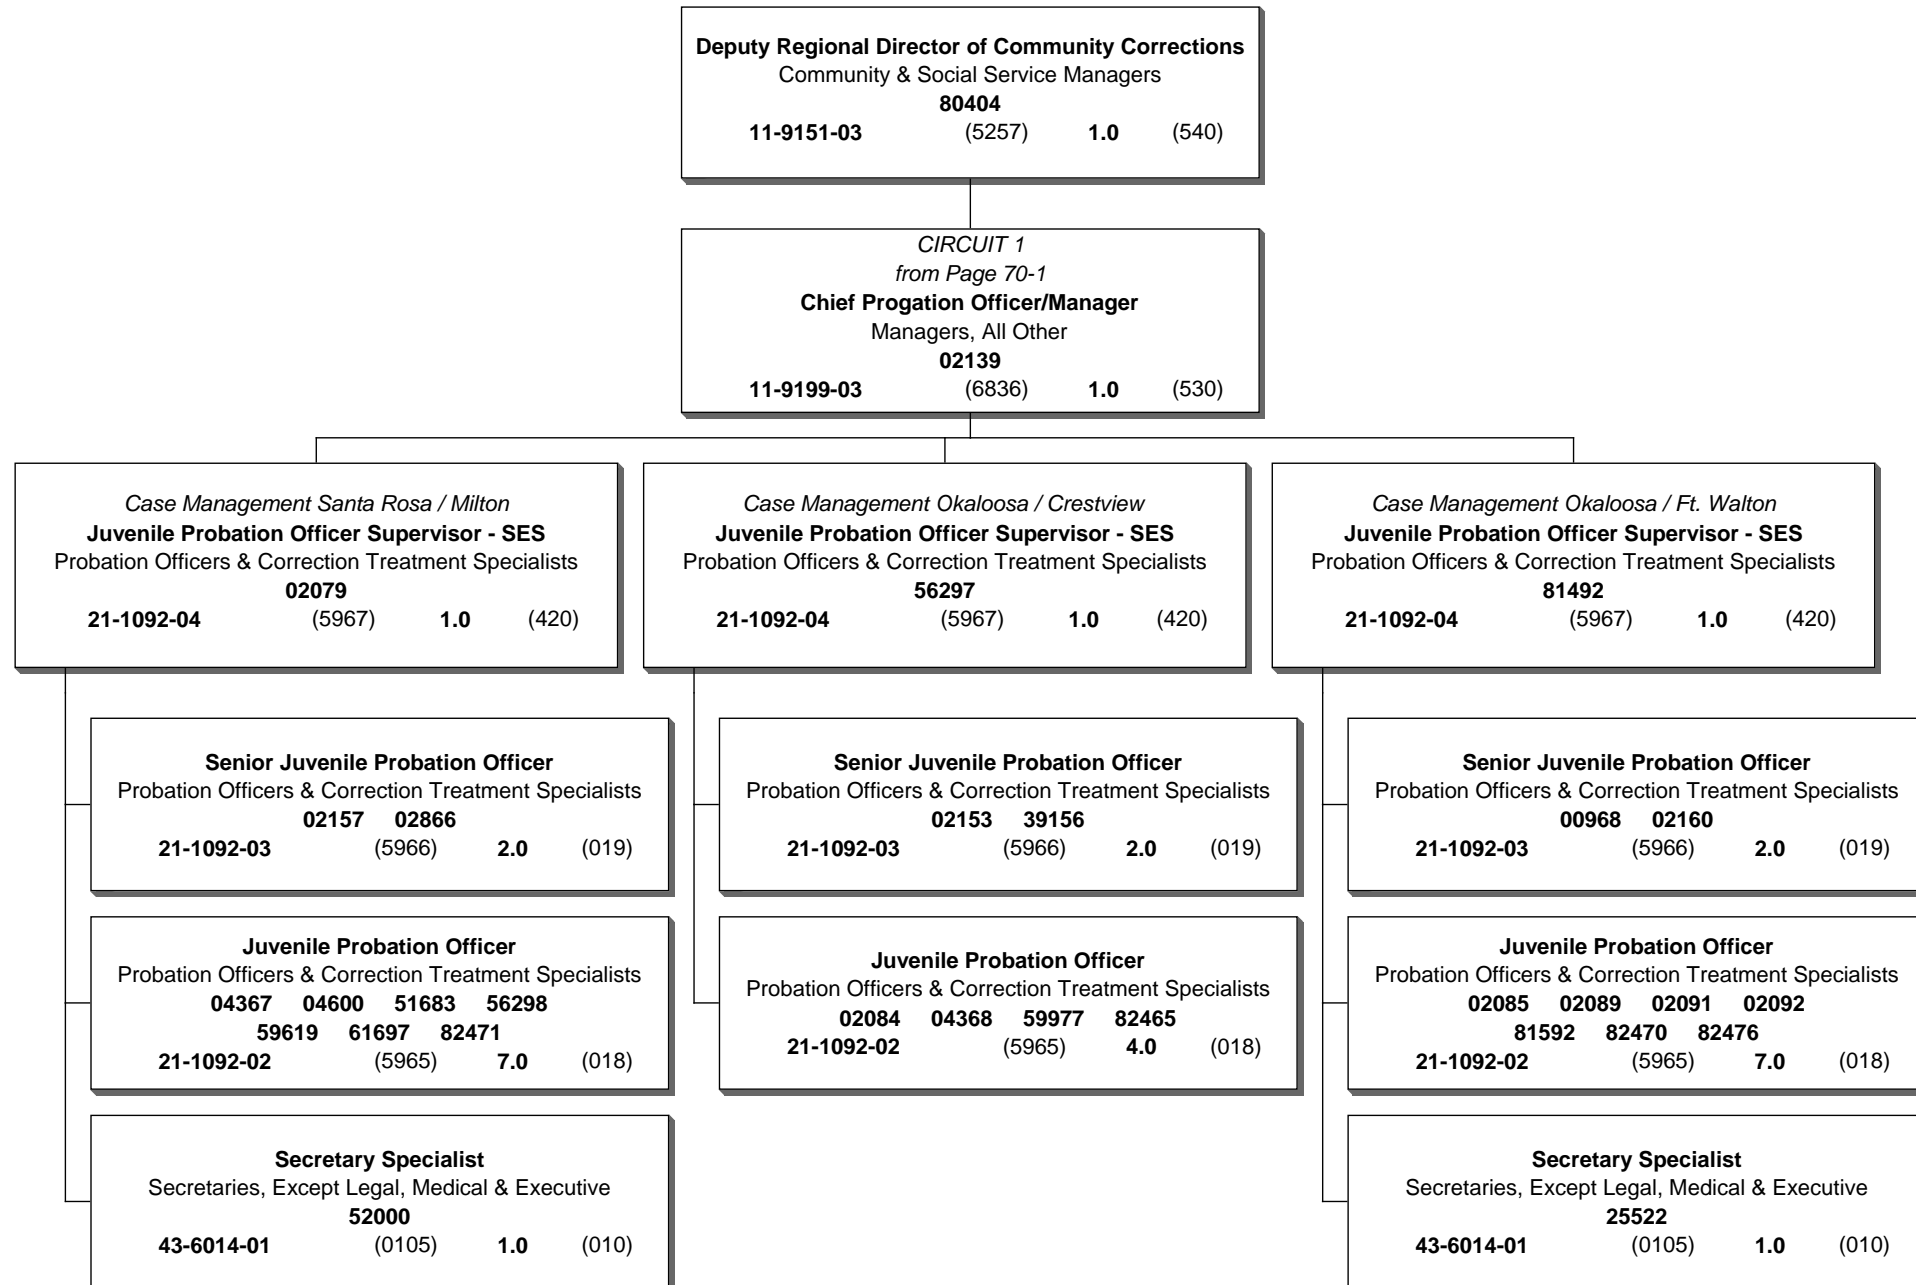 Deputy Regional Director of Community Corrections
Community & Social Service Managers
80404
11-9151-03 (5257) 1.0 (540)
CIRCUIT 1
from Page 70-1
Chief Progation Officer/Manager
Managers, All Other
02139
11-9199-03 (6836) 1.0 (530)
Case Management Santa Rosa / Milton
Juvenile Probation Officer Supervisor - SES
Probation Officers & Correction Treatment Specialists
02079
21-1092-04 (5967) 1.0 (420)
Senior Juvenile Probation Officer
Probation Officers & Correction Treatment Specialists
02157 02866
21-1092-03 (5966) 2.0 (019)
Juvenile Probation Officer
Probation Officers & Correction Treatment Specialists
04367 04600 51683 56298
59619 61697 82471
21-1092-02 (5965) 7.0 (018)
Secretary Specialist
Secretaries, Except Legal, Medical & Executive
52000
43-6014-01 (0105) 1.0 (010)
Case Management Okaloosa / Crestview
Juvenile Probation Officer Supervisor - SES
Probation Officers & Correction Treatment Specialists
56297
21-1092-04 (5967) 1.0 (420)
Senior Juvenile Probation Officer
Probation Officers & Correction Treatment Specialists
02153 39156
21-1092-03 (5966) 2.0 (019)
Juvenile Probation Officer
Probation Officers & Correction Treatment Specialists
02084 04368 59977 82465
21-1092-02 (5965) 4.0 (018)
Case Management Okaloosa / Ft. Walton
Juvenile Probation Officer Supervisor - SES
Probation Officers & Correction Treatment Specialists
81492
21-1092-04 (5967) 1.0 (420)
Senior Juvenile Probation Officer
Probation Officers & Correction Treatment Specialists
00968 02160
21-1092-03 (5966) 2.0 (019)
Juvenile Probation Officer
Probation Officers & Correction Treatment Specialists
02085 02089 02091 02092
81592 82470 82476
21-1092-02 (5965) 7.0 (018)
Secretary Specialist
Secretaries, Except Legal, Medical & Executive
25522
43-6014-01 (0105) 1.0 (010)